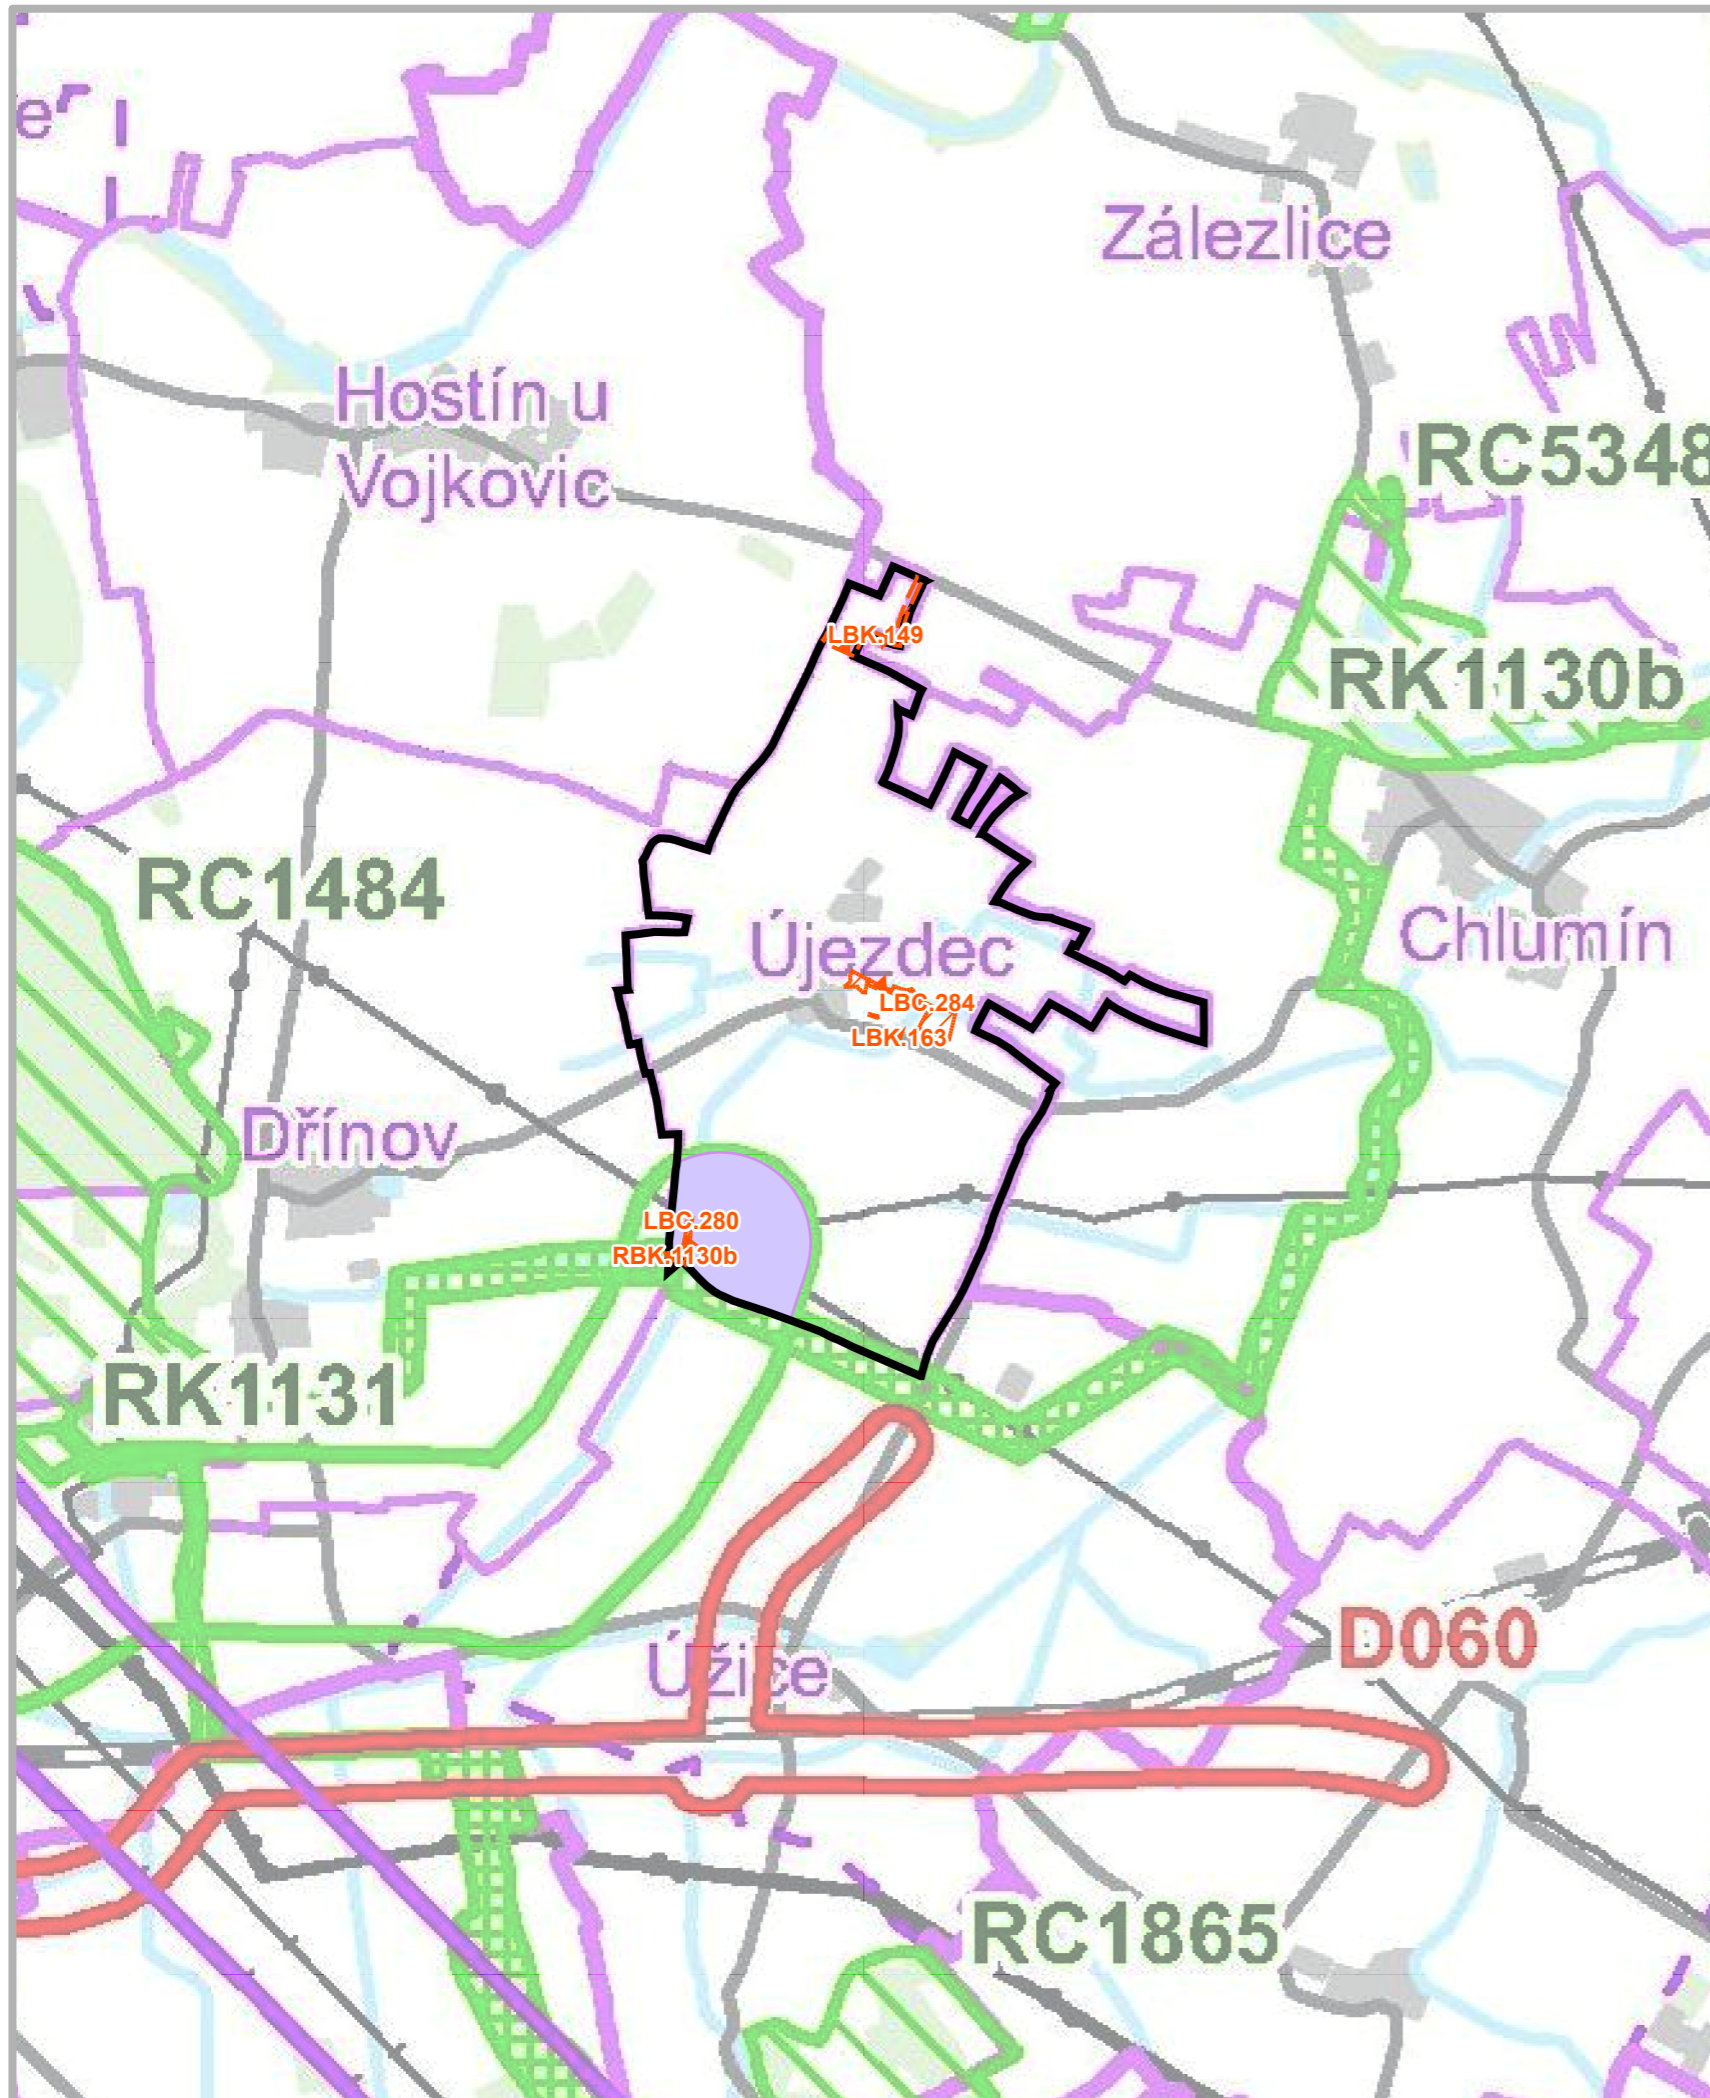 e
Zálezlice
Hostín u
Vojkovic
RC5348
LBK.149
RK1130b
RC1484
Újezdec
Chlumín
LBC.284
LBK.163
Dřínov
LBC.280
RBK.1130b
RK1131
D060
Úžice
RC1865